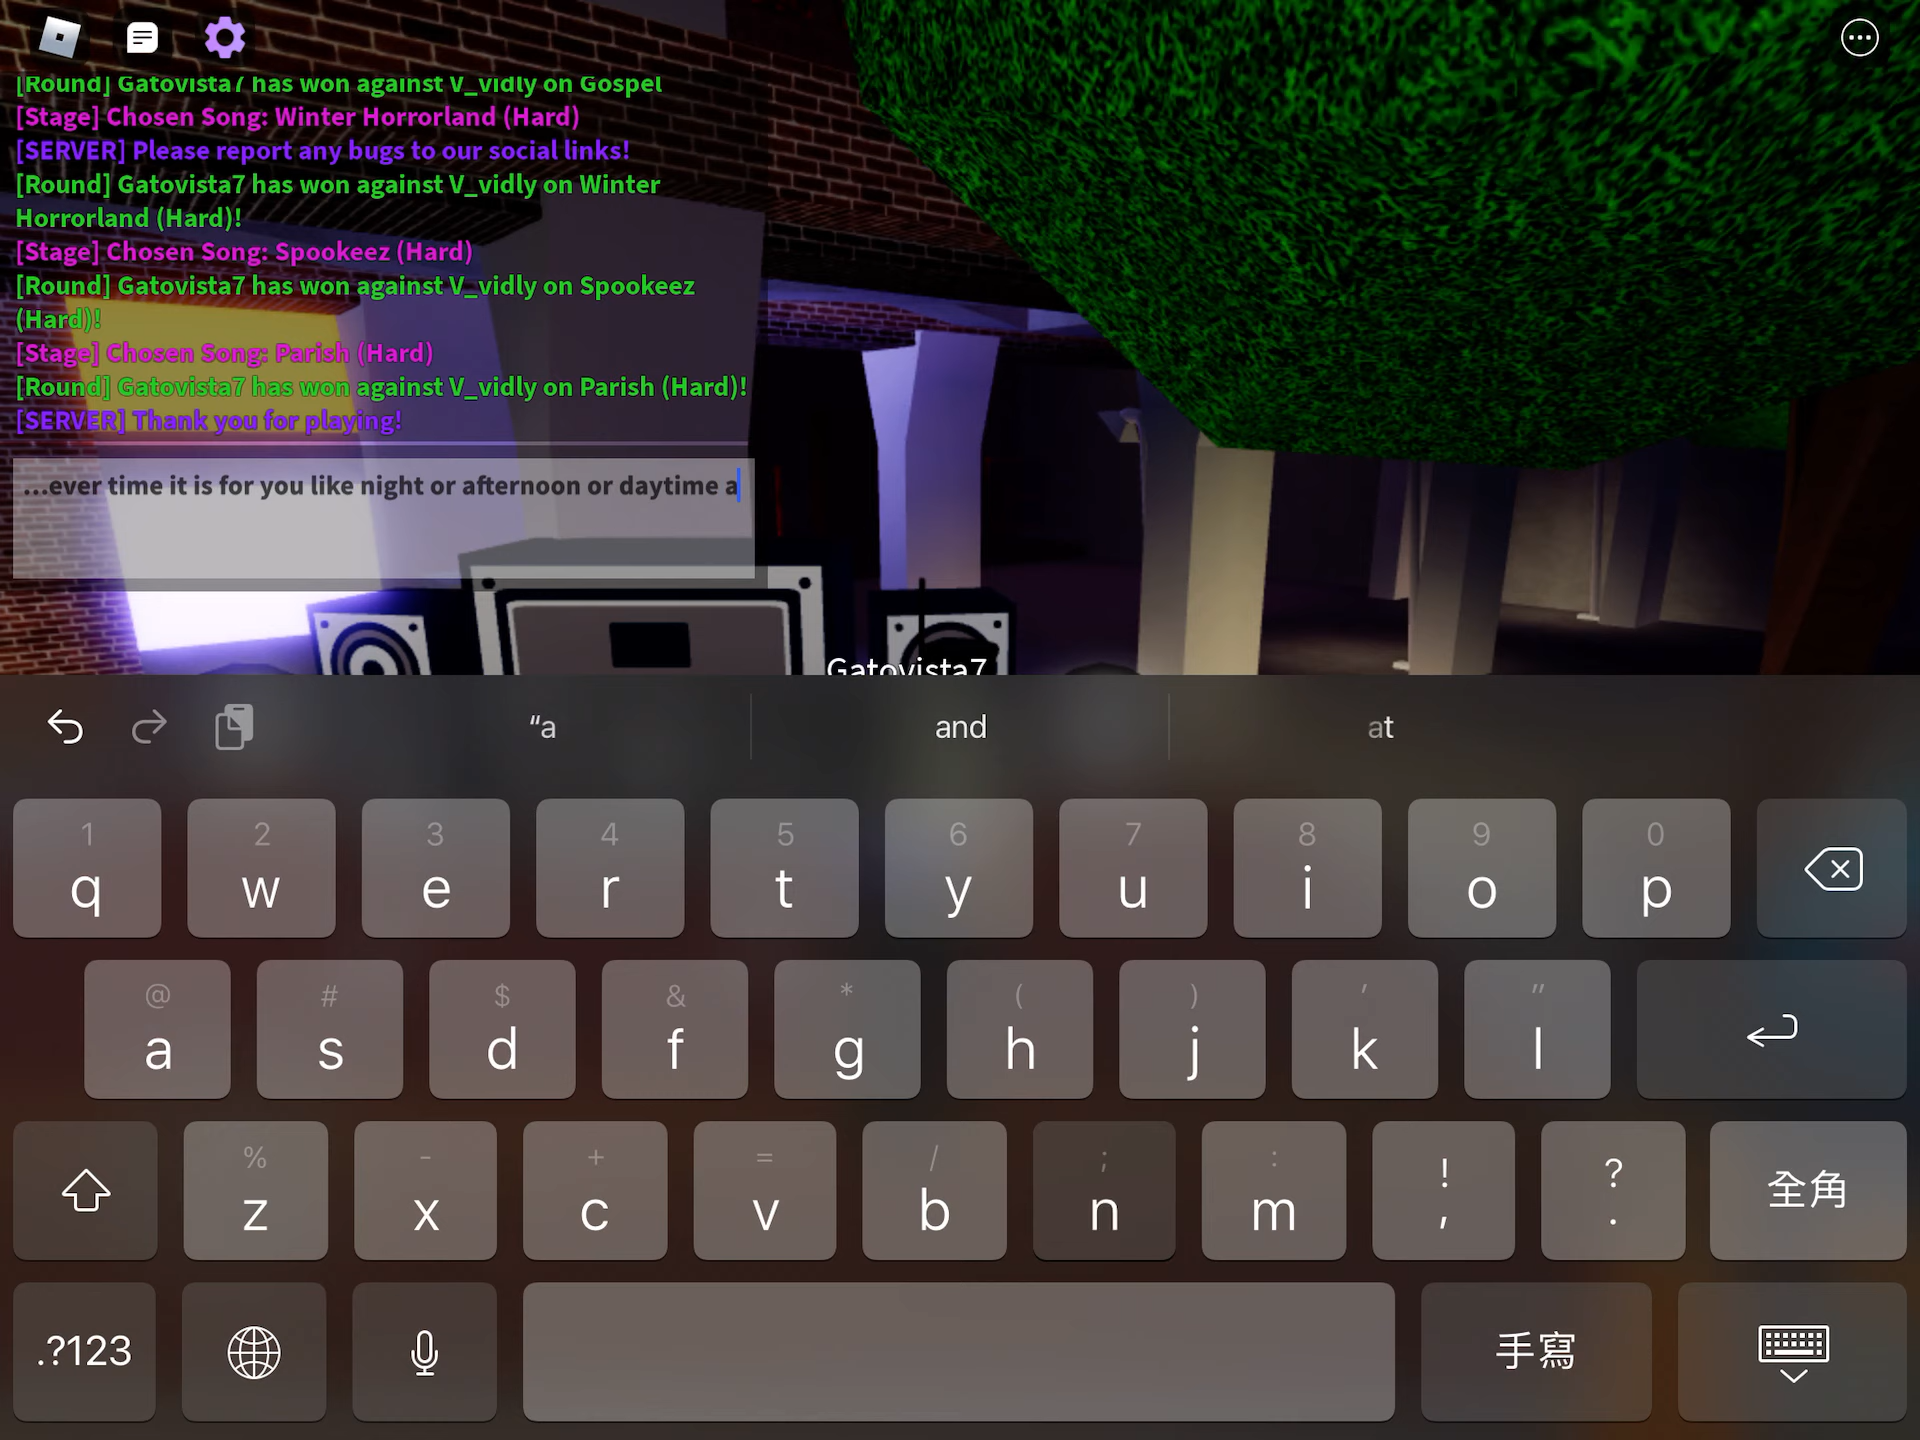 [Round] Gatovista7 has won against V_vidly on Gospel
[Stage] Chosen Song: Winter Horrorland (Hard)
[SERVER] Please report any bugs to our social links!
[Round] Gatovista7 has won against V_vidly on Winter
Horrorland (Hard)!
[Stage] Chosen Song: Spookeez (Hard)
[Round] Gatovista7 has won against V_vidly on Spookeez
(Hard)!
[Stage] Chosen Song: Parish (Hard)
[Round] Gatovista7 has won against V_vidly on Parish (Hard)!
[SERVER] Thank you for playing!
...ever time it is for you like night or afternoon or daytime a
Gatovista7
“a and at
1 2 3 4 5 6 7 8 9 0
q w e r t y u i o p
@ # $ & * ( ) ' "
a s d f g h j k l
% - + = / ; : ! ?
z x c v b n m , . 全角
.?123 手寫